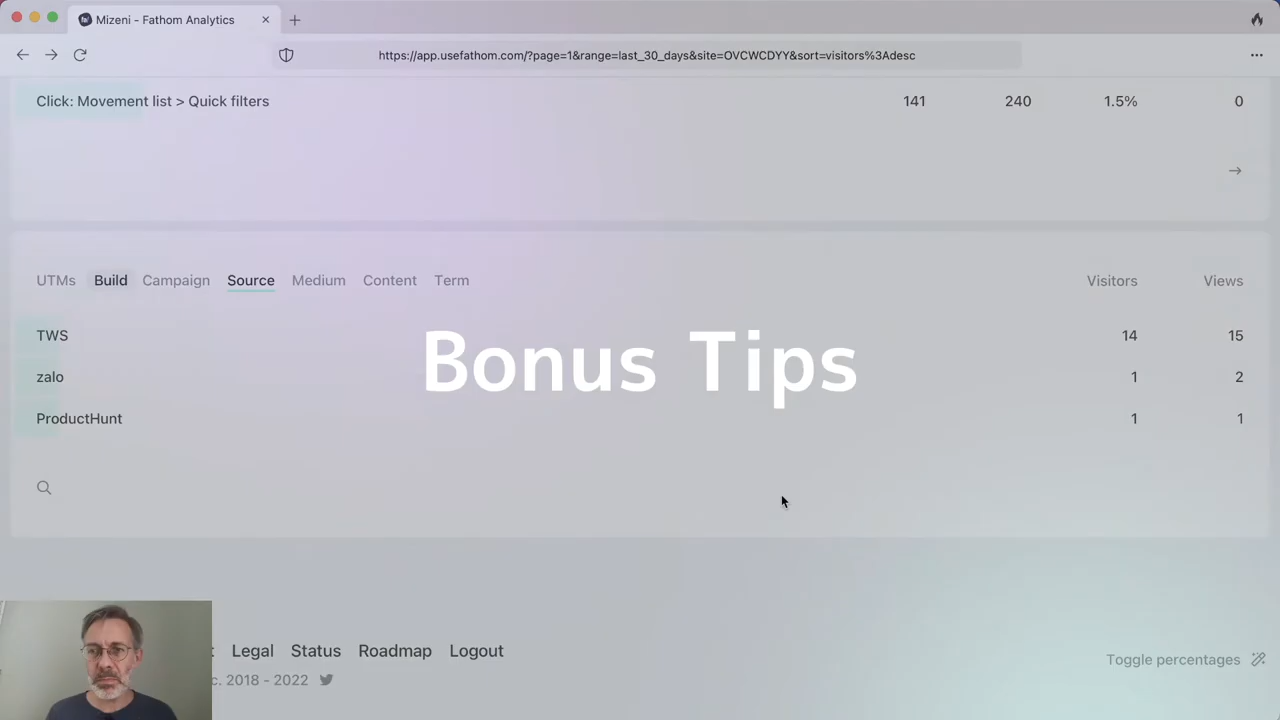 Mizeni - Fathom Analytics
https://app.usefathom.com/?page=1&range=last_30_days&site=OVCWCDYY&sort=visitors%3Adesc
Click: Movement list > Quick filters 141 240 1.5% 0
UTMs Build Campaign Source Medium Content Term Visitors Views
TWS 14 15
Bonus Tips
zalo 1 2
ProductHunt 1 1
Legal Status Roadmap Logout
2018 - 2022
Toggle percentages